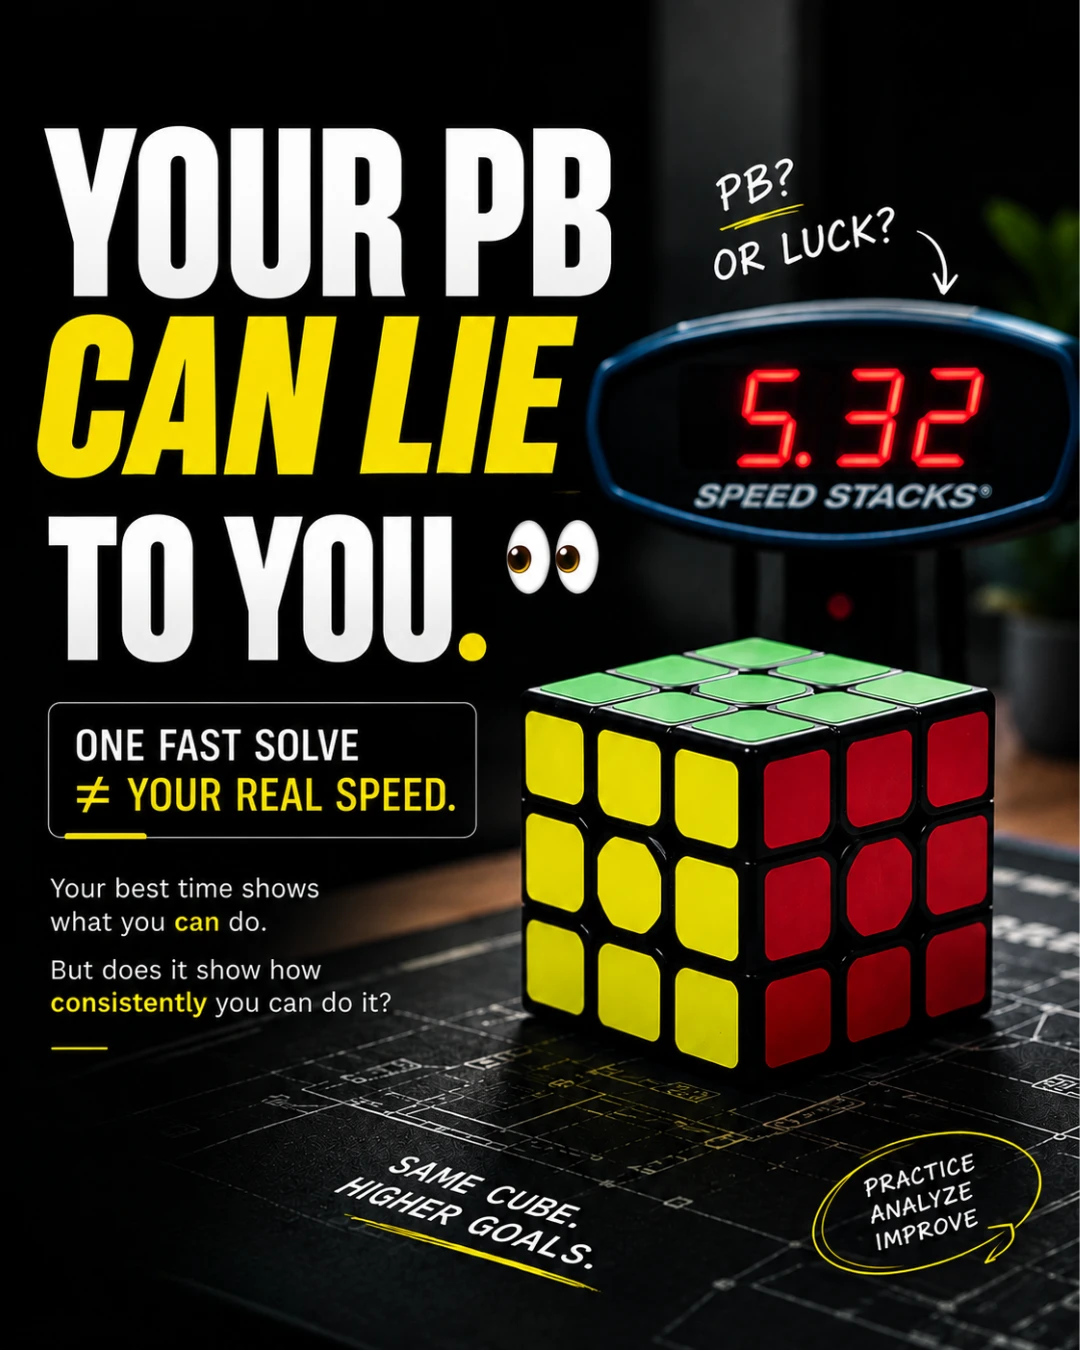 YOUR PB
CAN LIE
TO YOU. 👀
PB?
OR LUCK?
5.32
SPEED STACKS®
ONE FAST SOLVE
≠ YOUR REAL SPEED.
Your best time shows
what you can do.
But does it show how
consistently you can do it?
SAME CUBE.
HIGHER GOALS.
PRACTICE
ANALYZE
IMPROVE